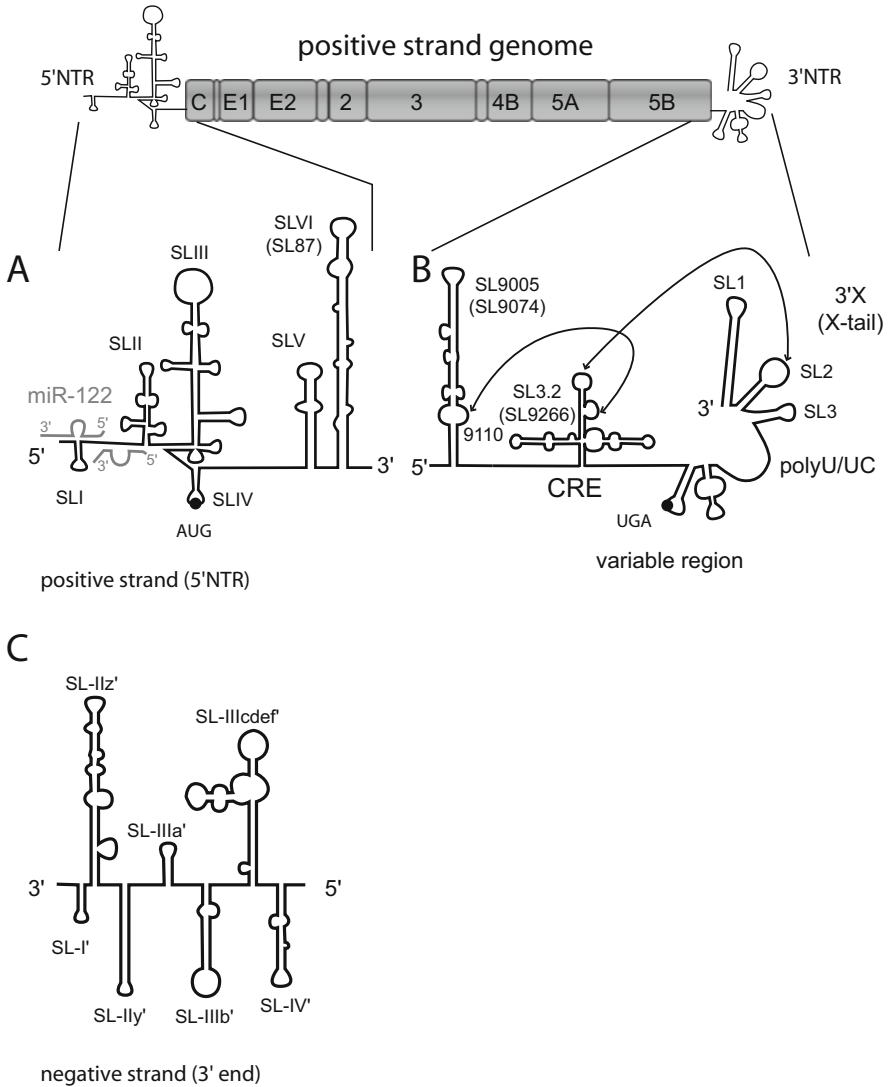 positive strand genome
5'NTR
3'NTR
C E1 E2 2 3 4B 5A 5B
A
SLVI
(SL87)
SLIII
SLV
SLII
miR-122
3' 5'
5'
3' 5'
SLI
SLIV
AUG
3'
positive strand (5'NTR)
B
SL9005
(SL9074)
SL1
3'X
(X-tail)
SL2
SL3.2
(SL9266)
3'
SL3
9110
5'
CRE
polyU/UC
UGA
variable region
C
SL-IIz'
SL-IIIcdef'
SL-IIIa'
3'
5'
SL-I'
SL-IIy'
SL-IIIb'
SL-IV'
negative strand (3' end)